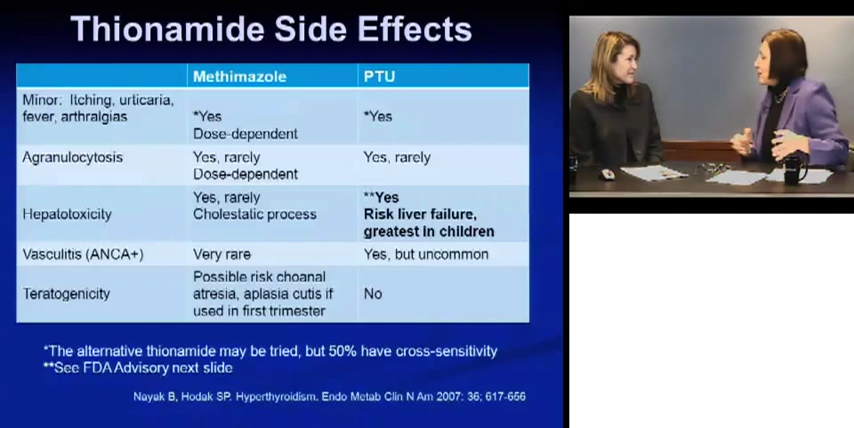 Thionamide Side Effects
Methimazole PTU
Minor: Itching, urticaria,
fever, arthralgias
*Yes
Dose-dependent
*Yes
Agranulocytosis
Yes, rarely
Dose-dependent
Yes, rarely
Hepatotoxicity
Yes, rarely
Cholestatic process
**Yes
Risk liver failure,
greatest in children
Vasculitis (ANCA+)
Very rare
Yes, but uncommon
Teratogenicity
Possible risk choanal
atresia, aplasia cutis if
used in first trimester
No
*The alternative thionamide may be tried, but 50% have cross-sensitivity
**See FDA Advisory next slide
Nayak B, Hodak SP. Hyperthyroidism. Endo Metab Clin N Am 2007: 36; 617-656